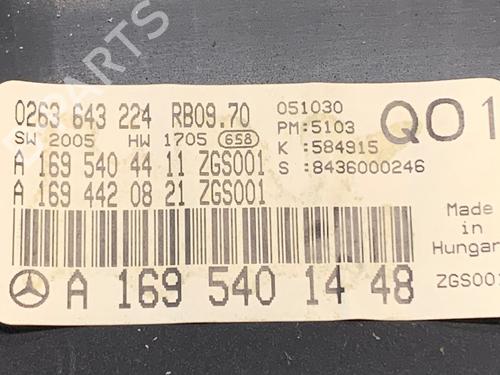 0263 643 224 RB09.70
SW 2005 HW 1705 658
A 169 540 44 11 ZGS001
A 169 442 08 21 ZGS001
051030
PM:5103
K :584915
S :8436000246
Q01
Made
in
Hungar
ZGS001
A 169 540 14 48